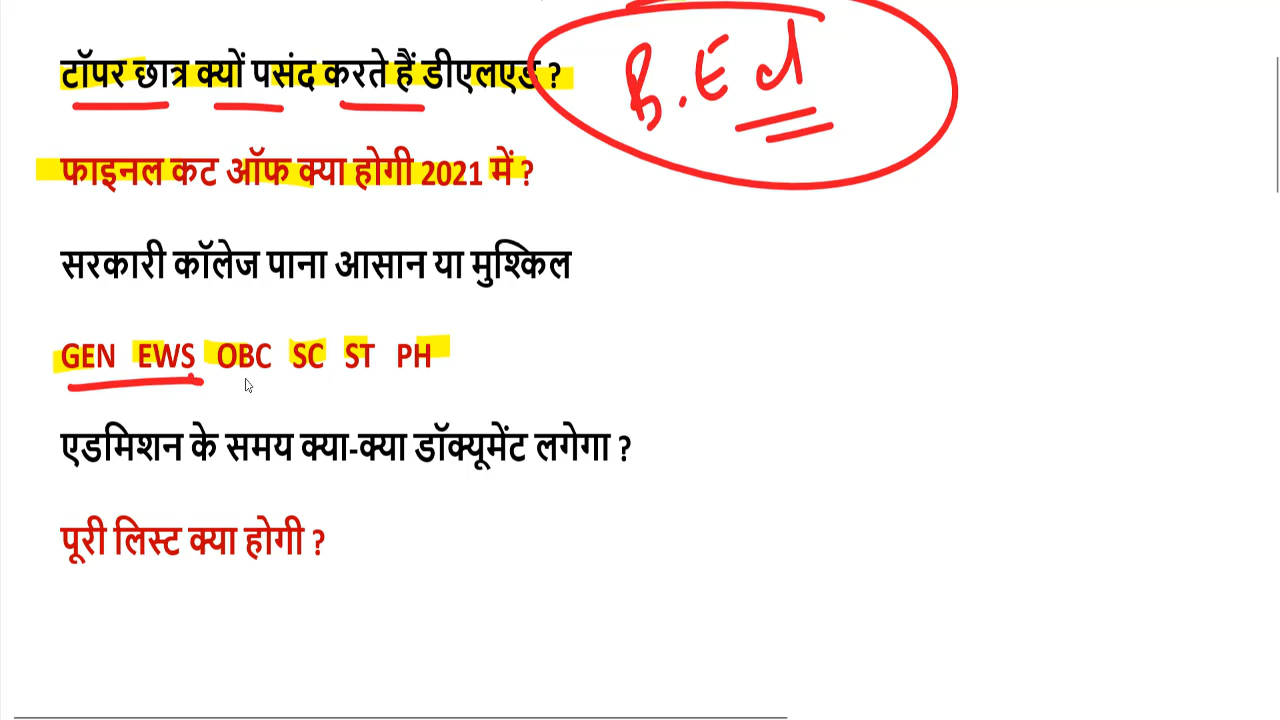 B.Ed
टॉपर छात्र क्यों पसंद करते हैं डीएलएड ?
फाइनल कट ऑफ क्या होगी 2021 में ?
सरकारी कॉलेज पाना आसान या मुश्किल
GEN EWS OBC SC ST PH
एडमिशन के समय क्या-क्या डॉक्यूमेंट लगेगा ?
पूरी लिस्ट क्या होगी ?